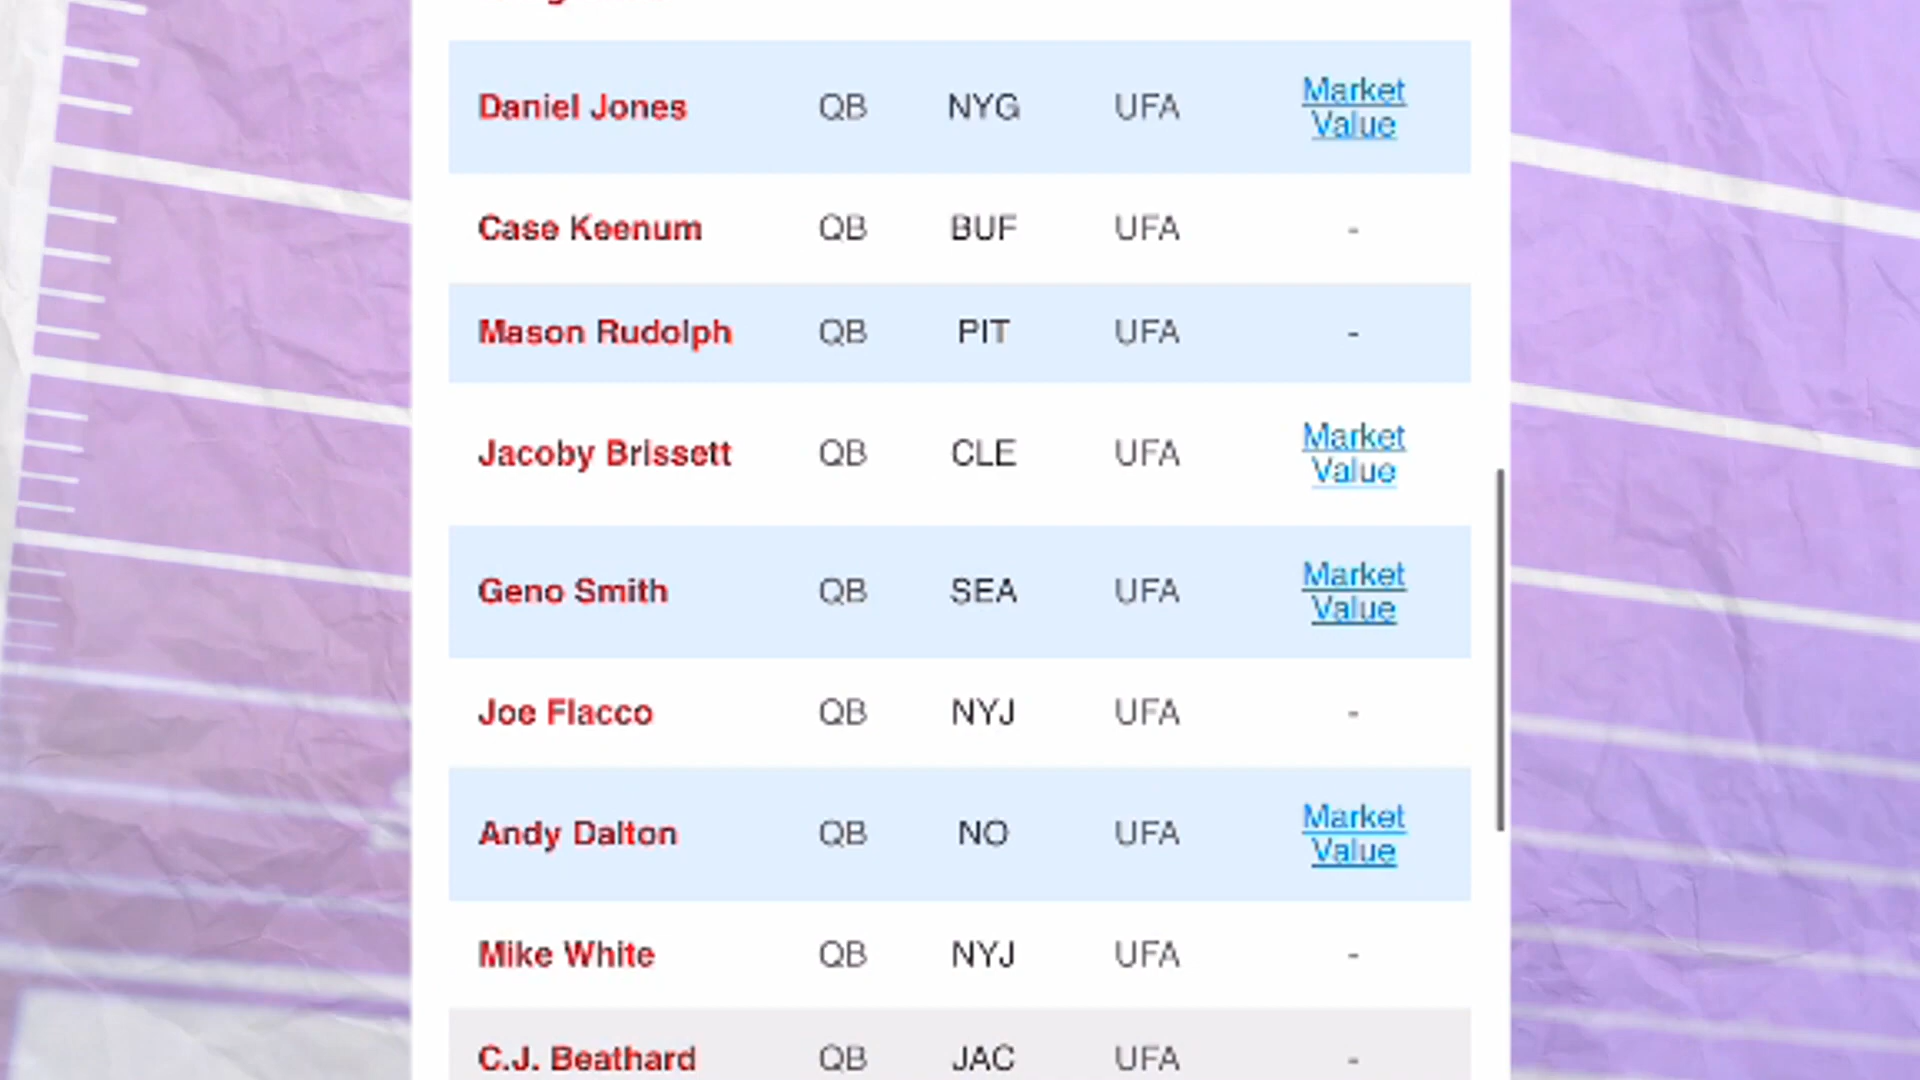 Daniel Jones QB NYG UFA Market Value
Case Keenum QB BUF UFA -
Mason Rudolph QB PIT UFA -
Jacoby Brissett QB CLE UFA Market Value
Geno Smith QB SEA UFA Market Value
Joe Flacco QB NYJ UFA -
Andy Dalton QB NO UFA Market Value
Mike White QB NYJ UFA -
C.J. Beathard QB JAC UFA -